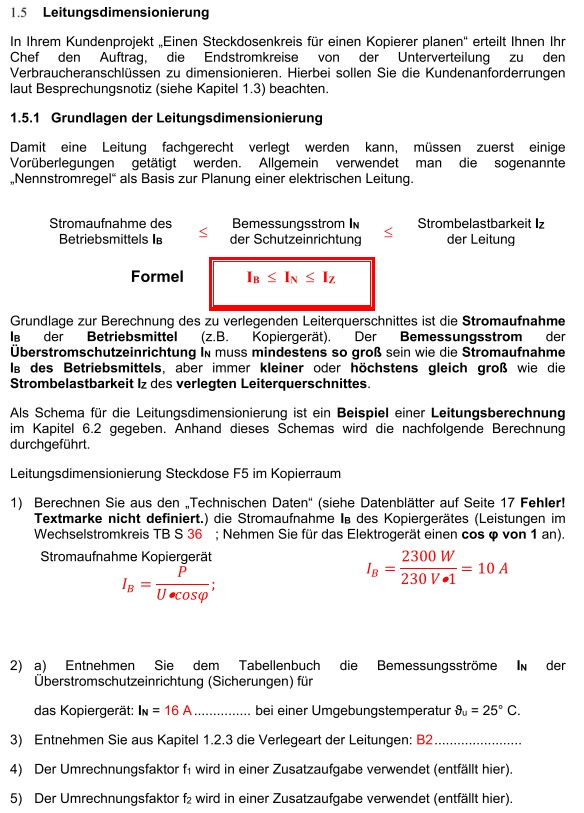 1.5 Leitungsdimensionierung
In Ihrem Kundenprojekt „Einen Steckdosenkreis für einen Kopierer planen“ erteilt Ihnen Ihr
Chef den Auftrag, die Endstromkreise von der Unterverteilung zu den
Verbraucheranschlüssen zu dimensionieren. Hierbei sollen Sie die Kundenanforderrungen
laut Besprechungsnotiz (siehe Kapitel 1.3) beachten.
1.5.1 Grundlagen der Leitungsdimensionierung
Damit eine Leitung fachgerecht verlegt werden kann, müssen zuerst einige
Vorüberlegungen getätigt werden. Allgemein verwendet man die sogenannte
„Nennstromregel“ als Basis zur Planung einer elektrischen Leitung.
Stromaufnahme des Betriebsmittels IB ≤ Bemessungsstrom IN der Schutzeinrichtung ≤ Strombelastbarkeit IZ der Leitung
Formel IB ≤ IN ≤ IZ
Grundlage zur Berechnung des zu verlegenden Leiterquerschnittes ist die Stromaufnahme
IB der Betriebsmittel (z.B. Kopiergerät). Der Bemessungsstrom der
Überstromschutzeinrichtung IN muss mindestens so groß sein wie die Stromaufnahme
IB des Betriebsmittels, aber immer kleiner oder höchstens gleich groß wie die
Strombelastbarkeit IZ des verlegten Leiterquerschnittes.
Als Schema für die Leitungsdimensionierung ist ein Beispiel einer Leitungsberechnung
im Kapitel 6.2 gegeben. Anhand dieses Schemas wird die nachfolgende Berechnung
durchgeführt.
Leitungsdimensionierung Steckdose F5 im Kopierraum
1) Berechnen Sie aus den „Technischen Daten“ (siehe Datenblätter auf Seite 17 Fehler!
Textmarke nicht definiert.) die Stromaufnahme IB des Kopiergerätes (Leistungen im
Wechselstromkreis TB S 36 ; Nehmen Sie für das Elektrogerät einen cos φ von 1 an).
Stromaufnahme Kopiergerät
IB = P / U•cosφ ; IB = 2300 W / 230 V•1 = 10 A
2) a) Entnehmen Sie dem Tabellenbuch die Bemessungsströme IN der
Überstromschutzeinrichtung (Sicherungen) für
das Kopiergerät: IN = 16 A............... bei einer Umgebungstemperatur ϑu = 25° C.
3) Entnehmen Sie aus Kapitel 1.2.3 die Verlegeart der Leitungen: B2.......................
4) Der Umrechnungsfaktor f1 wird in einer Zusatzaufgabe verwendet (entfällt hier).
5) Der Umrechnungsfaktor f2 wird in einer Zusatzaufgabe verwendet (entfällt hier).